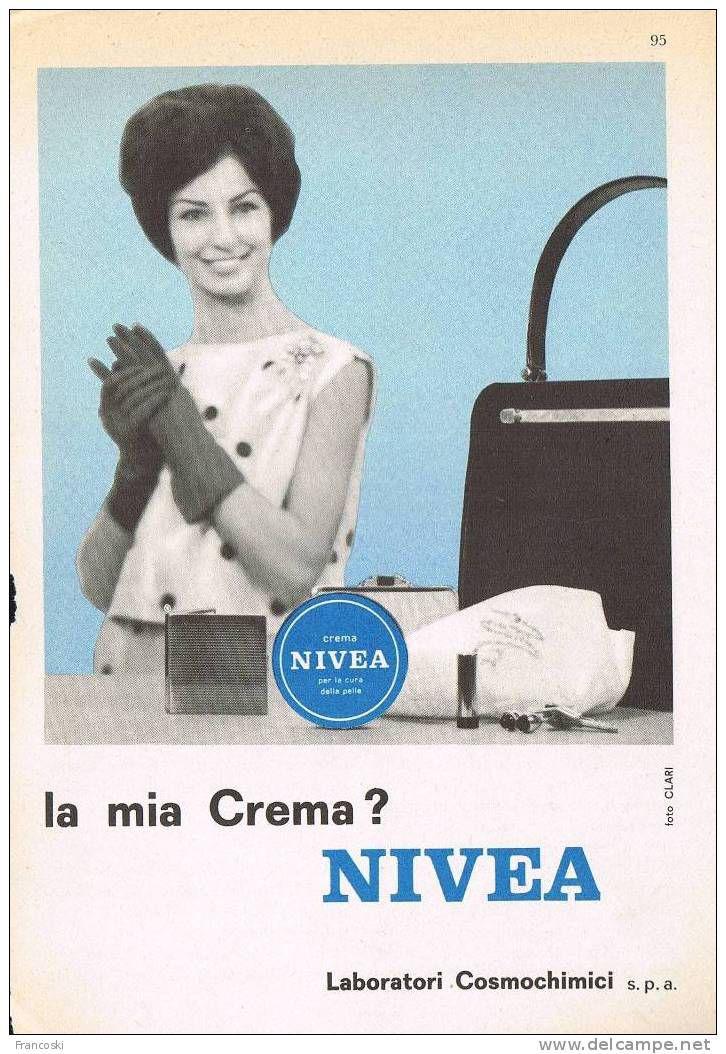 95
crema
NIVEA
per la cura
della pelle
foto CLARI
la mia Crema?
NIVEA
Laboratori Cosmochimici s.p.a.
Francoski
www.delcampe.net